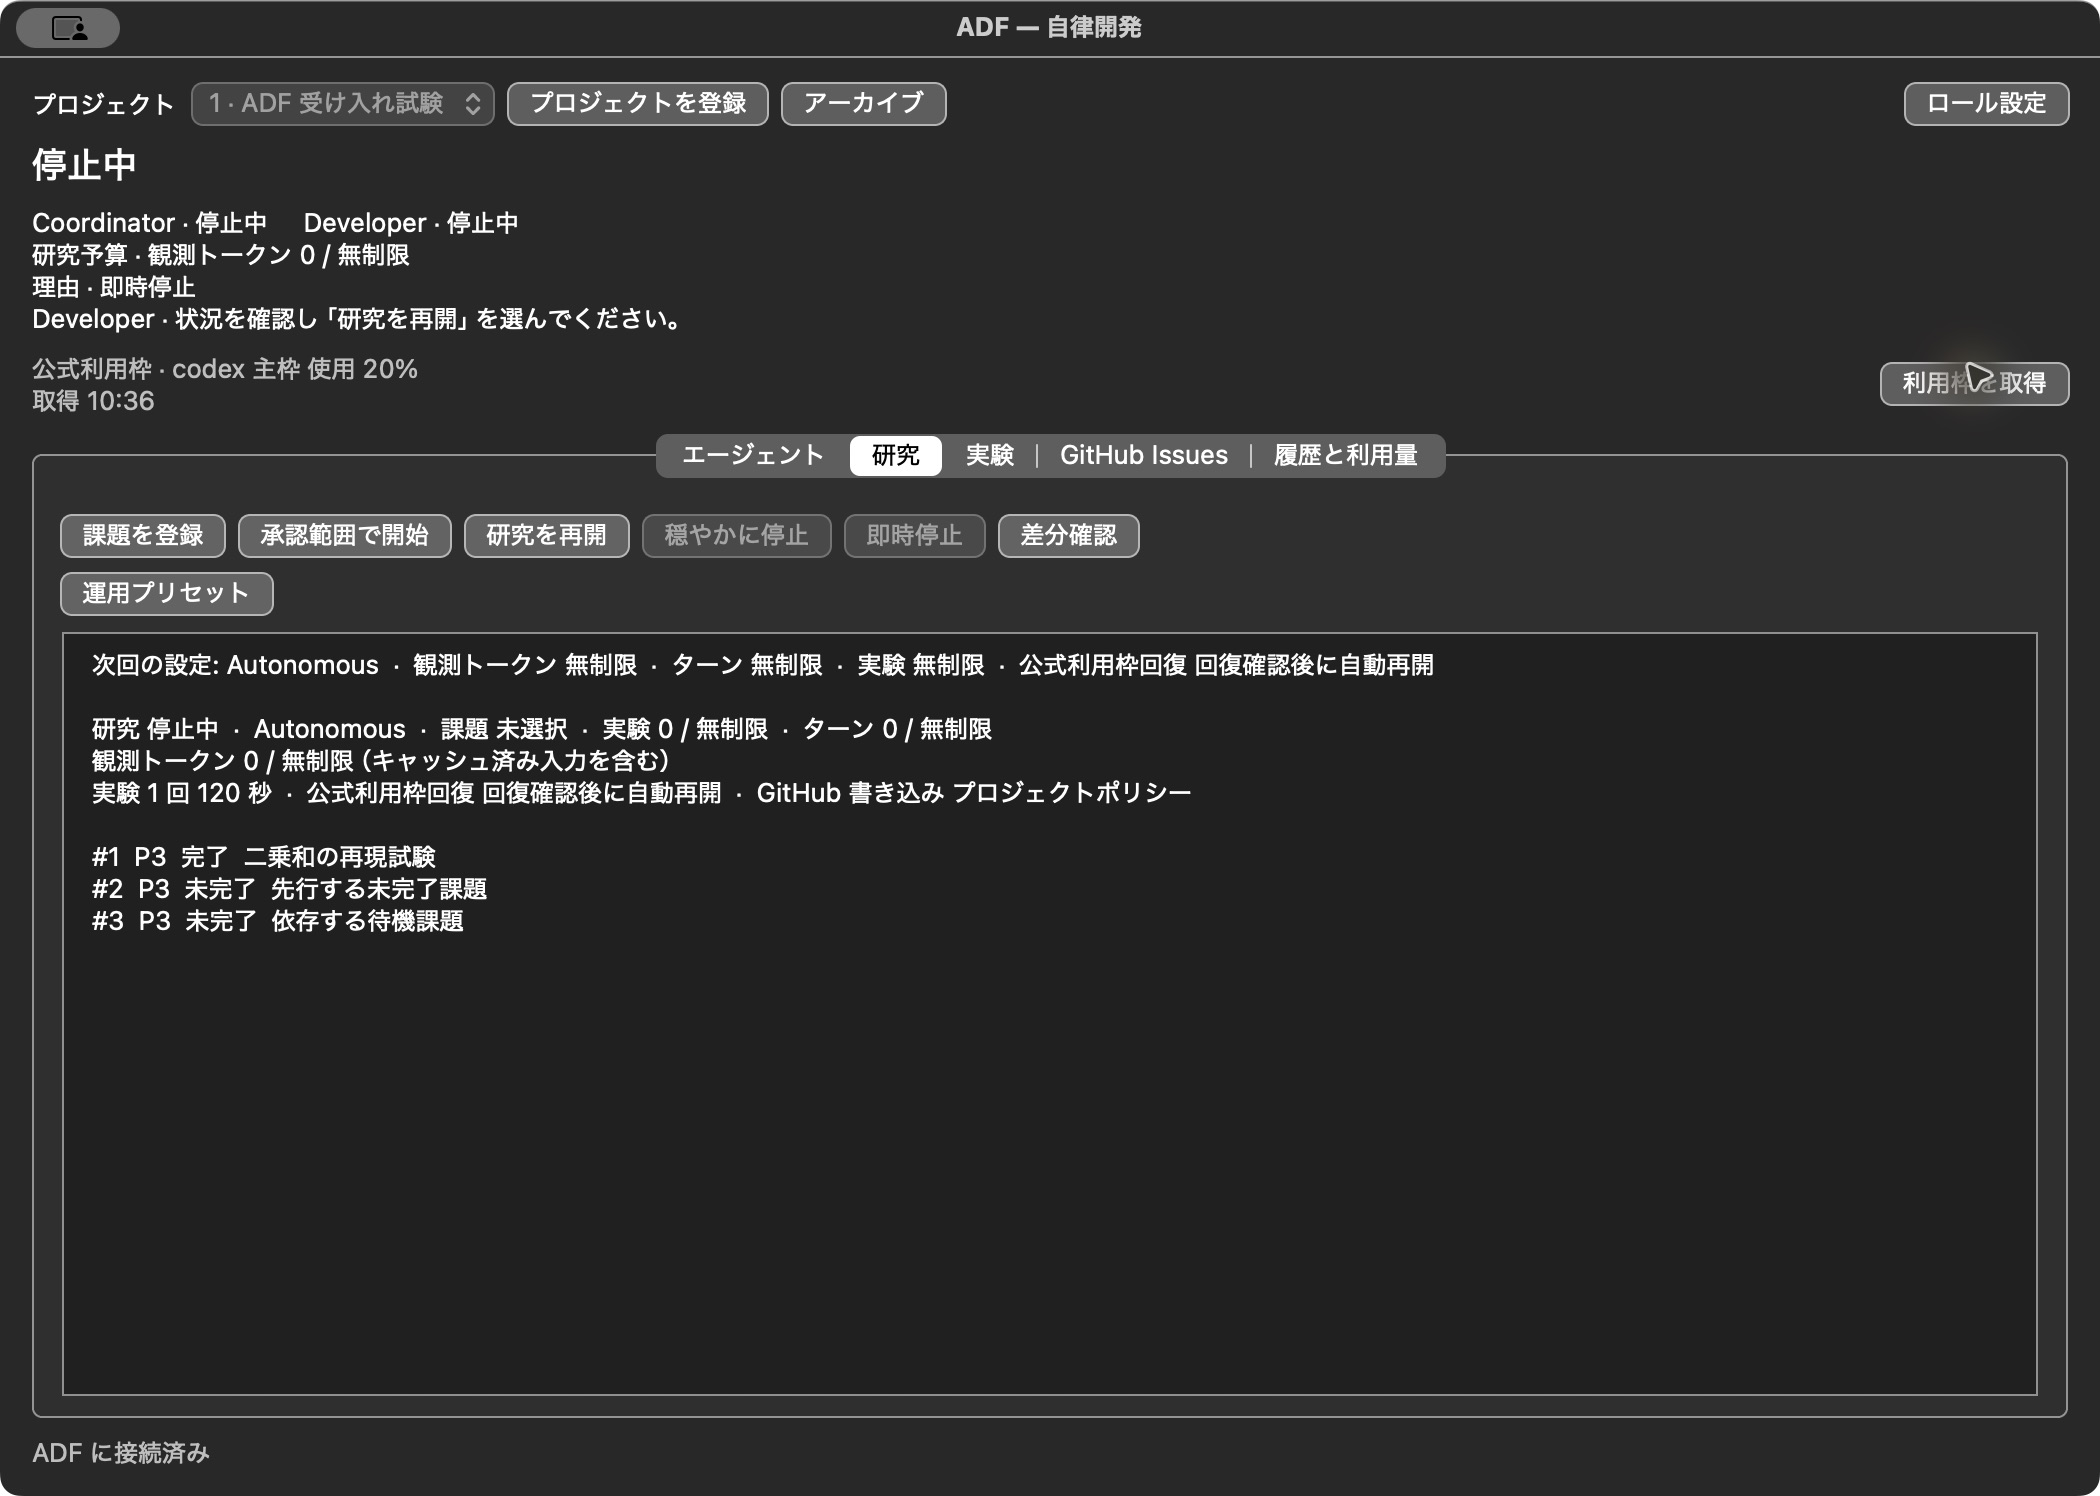 ADF — 自律開発
プロジェクト 1 · ADF 受け入れ試験 プロジェクトを登録 アーカイブ ロール設定
停止中
Coordinator · 停止中 Developer · 停止中
研究予算 · 観測トークン 0 / 無制限
理由 · 即時停止
Developer · 状況を確認し「研究を再開」を選んでください。
公式利用枠 · codex 主枠 使用 20%
取得 10:36
利用枠を取得
エージェント 研究 実験 GitHub Issues 履歴と利用量
課題を登録 承認範囲で開始 研究を再開 穏やかに停止 即時停止 差分確認
運用プリセット
次回の設定: Autonomous · 観測トークン 無制限 · ターン 無制限 · 実験 無制限 · 公式利用枠回復 回復確認後に自動再開
研究 停止中 · Autonomous · 課題 未選択 · 実験 0 / 無制限 · ターン 0 / 無制限
観測トークン 0 / 無制限（キャッシュ済み入力を含む）
実験 1 回 120 秒 · 公式利用枠回復 回復確認後に自動再開 · GitHub 書き込み プロジェクトポリシー
#1 P3 完了 二乗和の再現試験
#2 P3 未完了 先行する未完了課題
#3 P3 未完了 依存する待機課題
ADF に接続済み